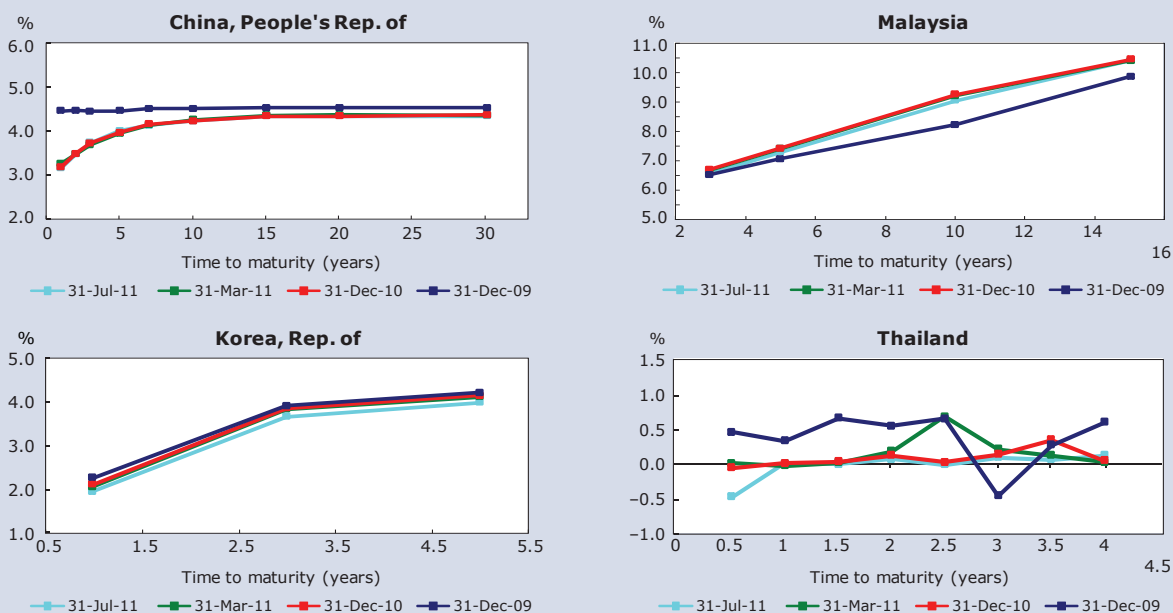 China, People's Rep. of
%
6.0
5.0
4.0
3.0
2.0
0 5 10 15 20 25 30
Time to maturity (years)
31-Jul-11 31-Mar-11 31-Dec-10 31-Dec-09
Malaysia
%
11.0
10.0
9.0
8.0
7.0
6.0
5.0
2 4 6 8 10 12 14
16
Time to maturity (years)
31-Jul-11 31-Mar-11 31-Dec-10 31-Dec-09
Korea, Rep. of
%
5.0
4.0
3.0
2.0
1.0
0.5 1.5 2.5 3.5 4.5 5.5
Time to maturity (years)
31-Jul-11 31-Mar-11 31-Dec-10 31-Dec-09
Thailand
%
1.5
1.0
0.5
0.0
–0.5
–1.0
0 0.5 1 1.5 2 2.5 3 3.5 4
4.5
Time to maturity (years)
31-Jul-11 31-Mar-11 31-Dec-10 31-Dec-09